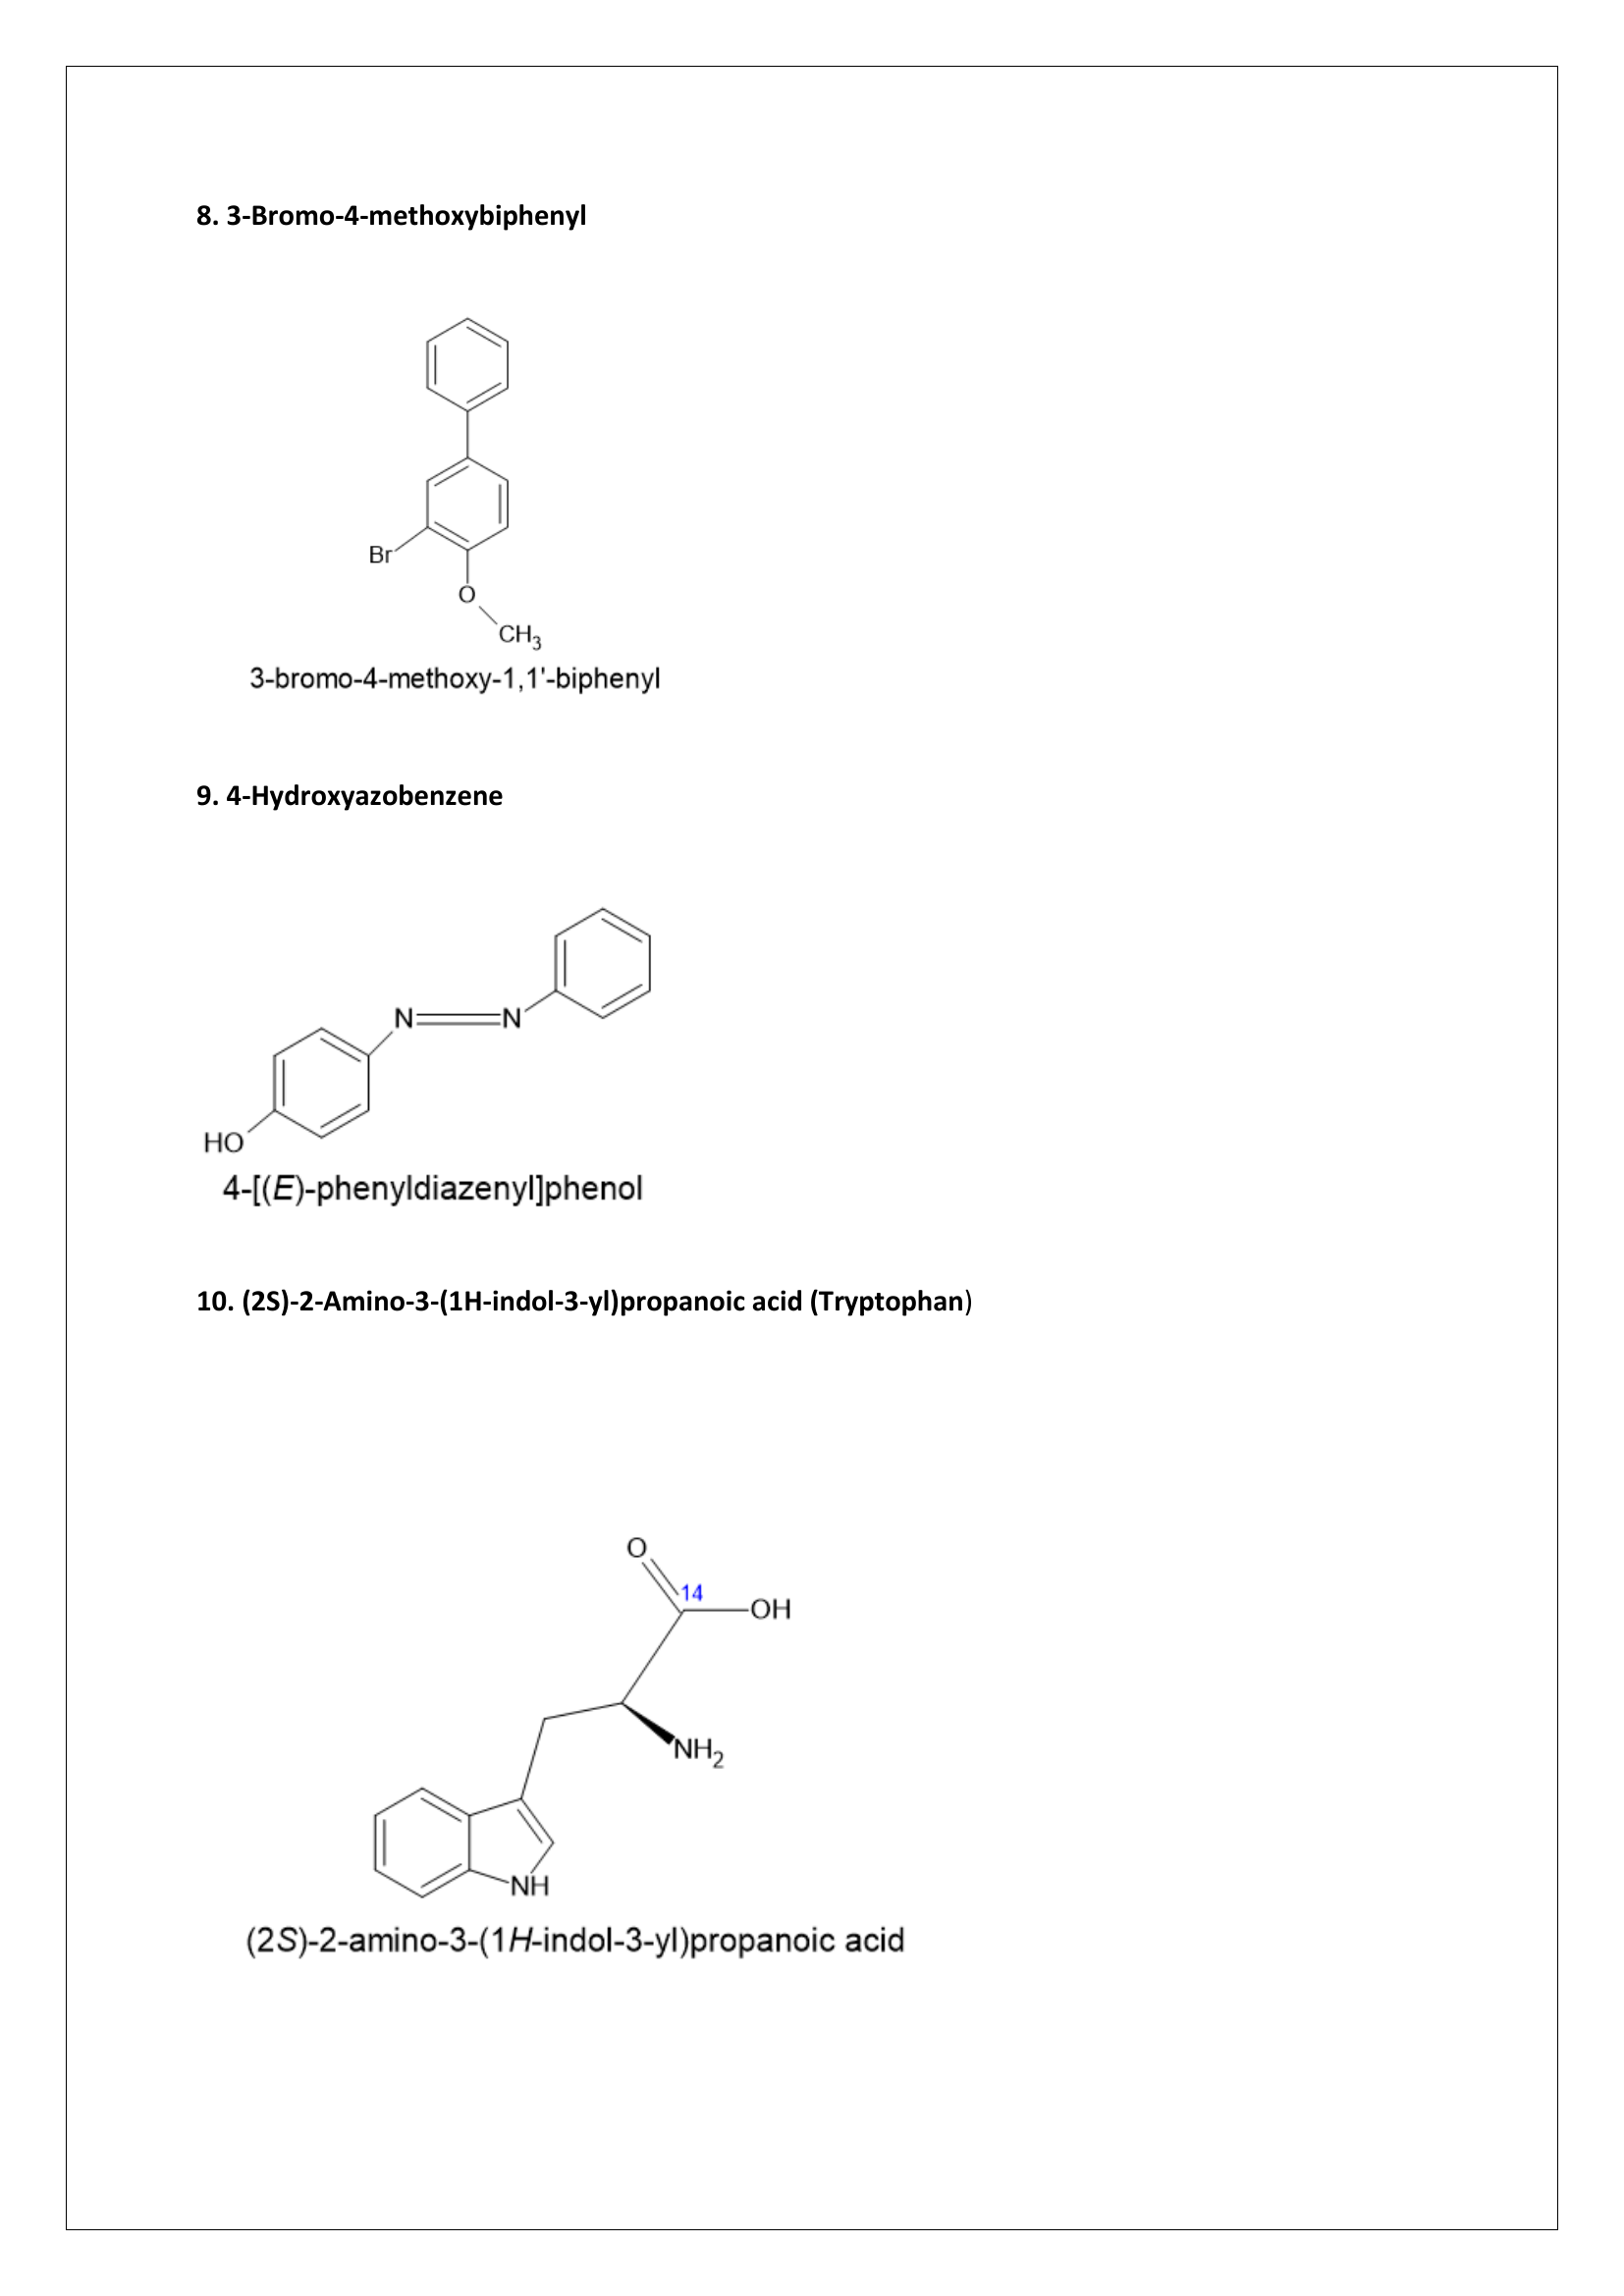 8. 3-Bromo-4-methoxybiphenyl
Br
O
CH3
3-bromo-4-methoxy-1,1'-biphenyl
9. 4-Hydroxyazobenzene
N N
HO
4-[(E)-phenyldiazenyl]phenol
10. (2S)-2-Amino-3-(1H-indol-3-yl)propanoic acid (Tryptophan)
O
14
OH
NH2
NH
(2S)-2-amino-3-(1H-indol-3-yl)propanoic acid